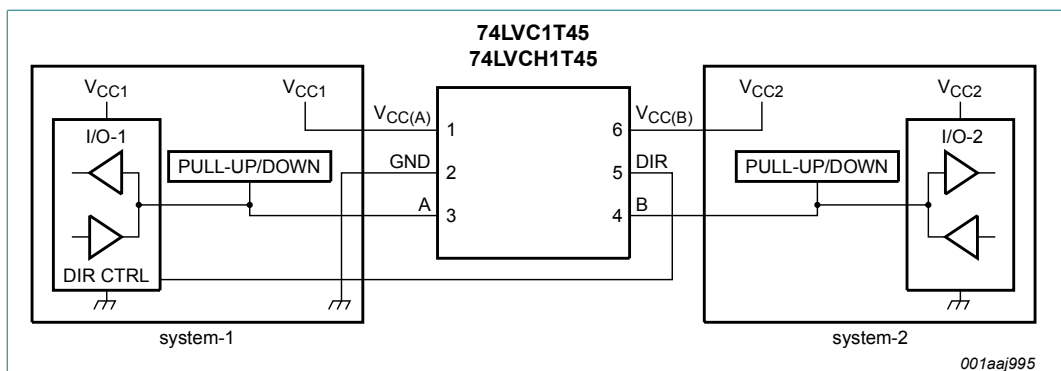 74LVC1T45
74LVCH1T45
VCC1
VCC1
VCC(A)
VCC(B)
VCC2
VCC2
I/O-1
1
6
I/O-2
PULL-UP/DOWN
GND
2
5
DIR
PULL-UP/DOWN
A
3
4
B
DIR CTRL
system-1
system-2
001aaj995